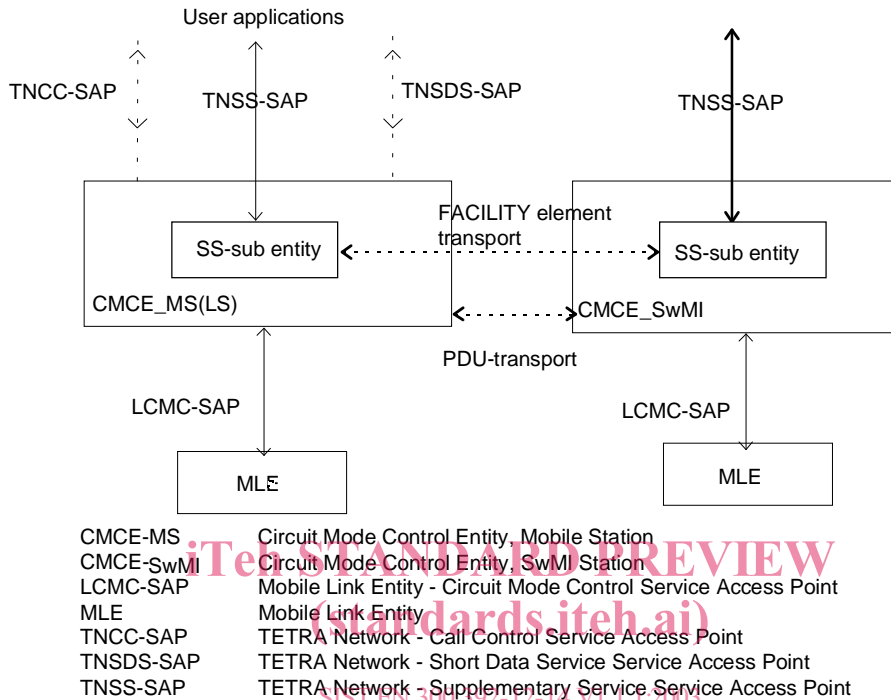 User applications
TNCC-SAP
TNSS-SAP
TNSDS-SAP
TNSS-SAP
FACILITY element
transport
SS-sub entity
SS-sub entity
CMCE_MS(LS)
CMCE_SwMI
PDU-transport
LCMC-SAP
LCMC-SAP
MLE
MLE
CMCE-MS Circuit Mode Control Entity, Mobile Station
CMCE-SwMI Circuit Mode Control Entity, SwMI Station
LCMC-SAP Mobile Link Entity - Circuit Mode Control Service Access Point
MLE Mobile Link Entity
TNCC-SAP TETRA Network - Call Control Service Access Point
TNSDS-SAP TETRA Network - Short Data Service Service Access Point
TNSS-SAP TETRA Network - Supplementary Service Service Access Point
iTeh STANDARD PREVIEW
(standards.iteh.ai)